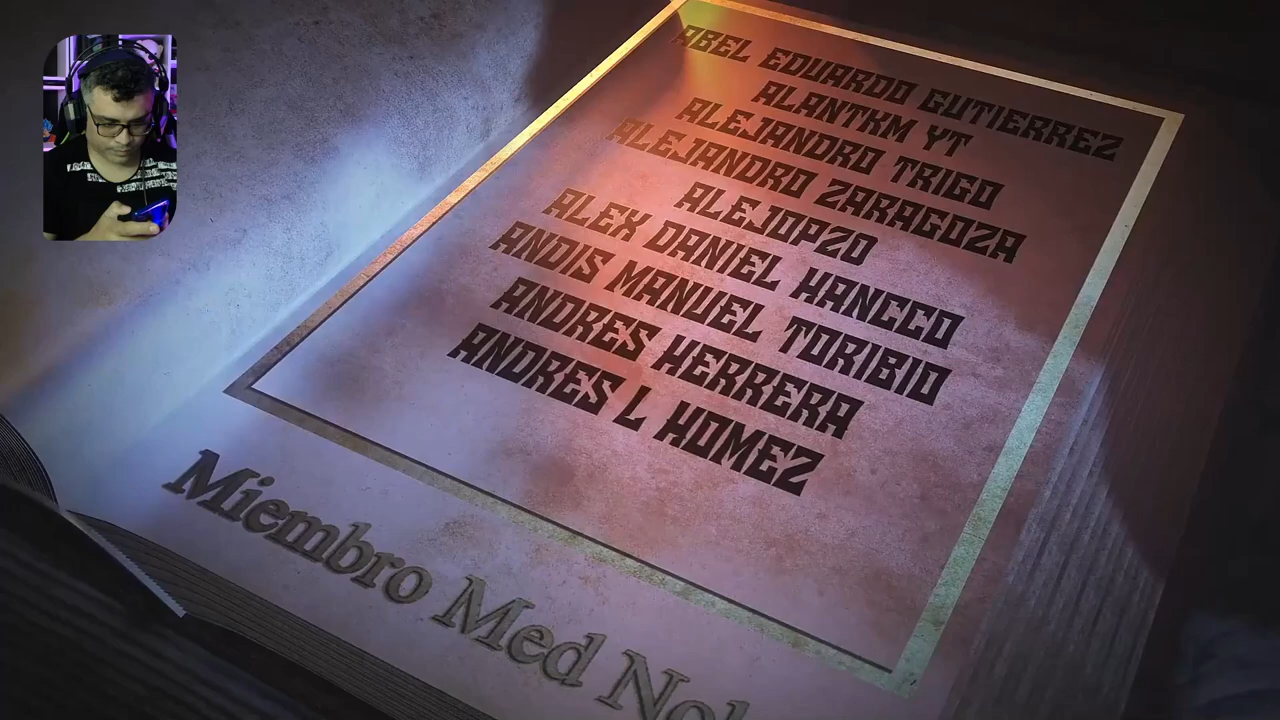 ABEL EDUARDO GUTIERREZ
ALANTKM YT
ALEJANDRO TRIGO
ALEJANDRO ZARAGOZA
ALEJOPZO
ALEX DANIEL HANCCO
ANDIS MANUEL TORIBIO
ANDRES HERRERA
ANDRES L HOMEZ
Miembro Med